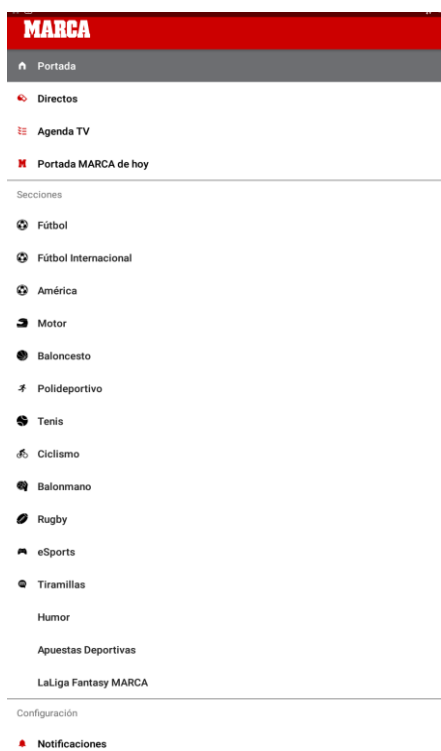 MARCA
Portada
Directos
Agenda TV
Portada MARCA de hoy
Secciones
Fútbol
Fútbol Internacional
América
Motor
Baloncesto
Polideportivo
Tenis
Ciclismo
Balonmano
Rugby
eSports
Tiramillas
Humor
Apuestas Deportivas
LaLiga Fantasy MARCA
Configuración
Notificaciones